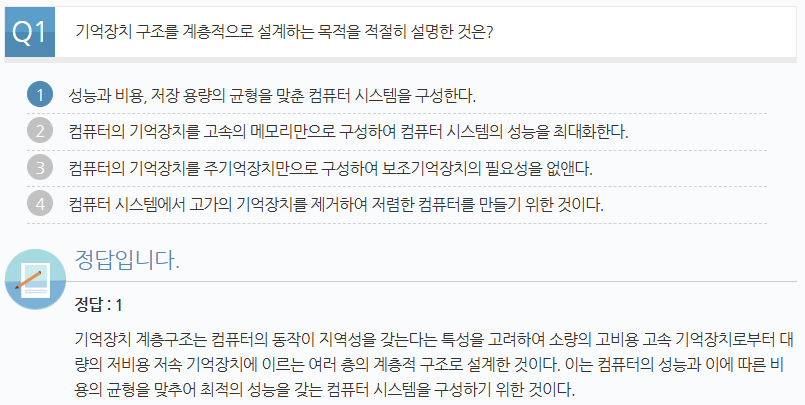 Q1 기억장치 구조를 계층적으로 설계하는 목적을 적절히 설명한 것은?
1 성능과 비용, 저장 용량의 균형을 맞춘 컴퓨터 시스템을 구성한다.
2 컴퓨터의 기억장치를 고속의 메모리만으로 구성하여 컴퓨터 시스템의 성능을 최대화한다.
3 컴퓨터의 기억장치를 주기억장치만으로 구성하여 보조기억장치의 필요성을 없앤다.
4 컴퓨터 시스템에서 고가의 기억장치를 제거하여 저렴한 컴퓨터를 만들기 위한 것이다.
정답입니다.
정답 : 1
기억장치 계층구조는 컴퓨터의 동작이 지역성을 갖는다는 특성을 고려하여 소량의 고비용 고속 기억장치로부터 대
량의 저비용 저속 기억장치에 이르는 여러 층의 계층적 구조로 설계한 것이다. 이는 컴퓨터의 성능과 이에 따른 비
용의 균형을 맞추어 최적의 성능을 갖는 컴퓨터 시스템을 구성하기 위한 것이다.